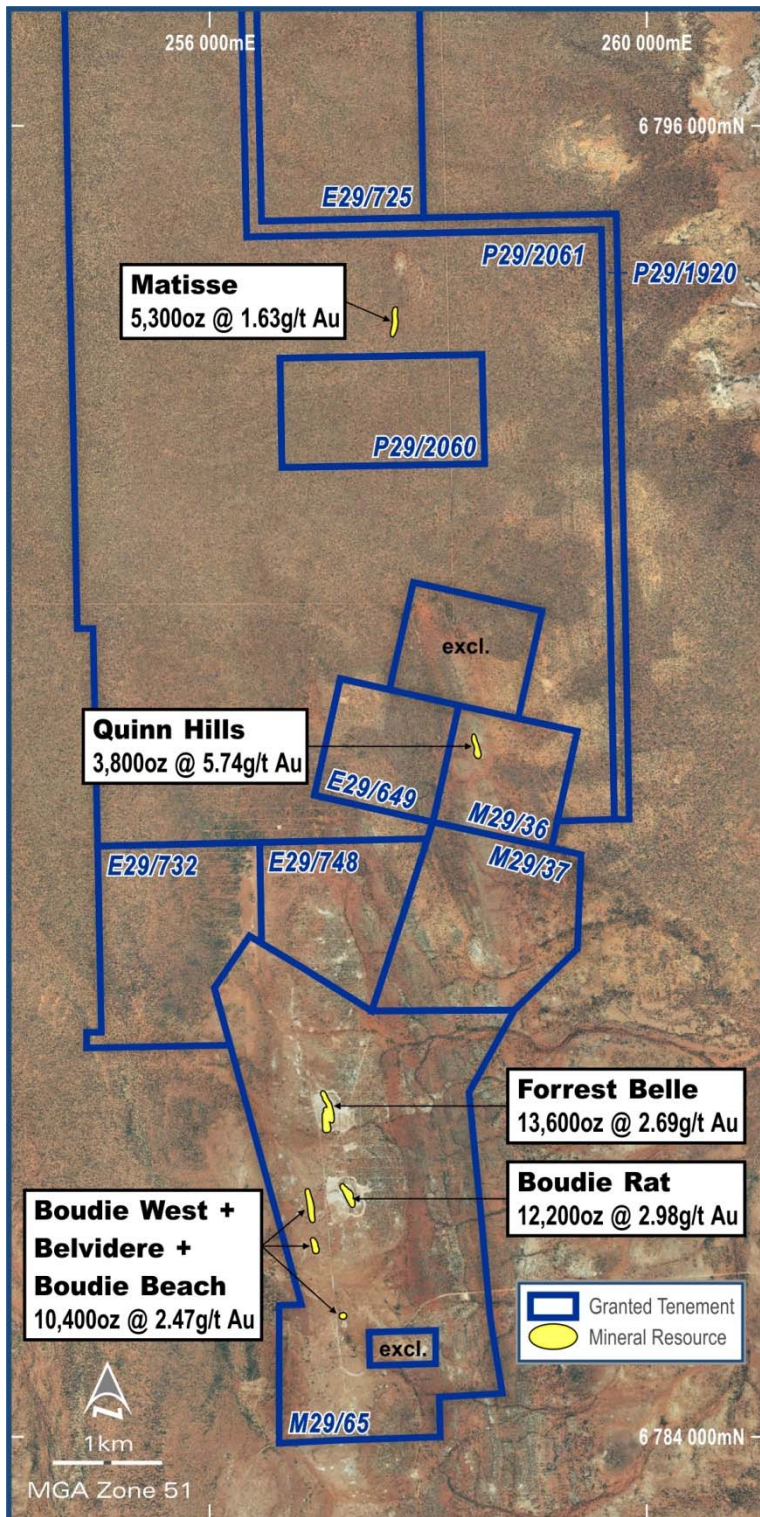 256 000mE
260 000mE
6 796 000mN
E29/725
P29/2061
P29/1920
Matisse
5,300oz @ 1.63g/t Au
P29/2060
excl.
Quinn Hills
3,800oz @ 5.74g/t Au
E29/649
M29/36
M29/37
E29/732
E29/748
Forrest Belle
13,600oz @ 2.69g/t Au
Boudie Rat
12,200oz @ 2.98g/t Au
Boudie West +
Belvidere +
Boudie Beach
10,400oz @ 2.47g/t Au
Granted Tenement
Mineral Resource
excl.
M29/65
N
1km
MGA Zone 51
6 784 000mN